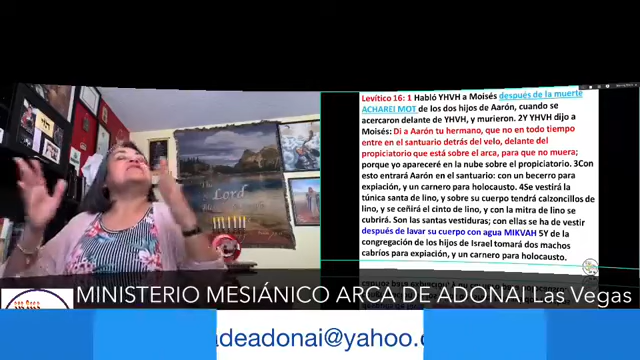 Levítico 16: 1 Habló YHVH a Moisés después de la muerte
ACHAREI MOT de los dos hijos de Aarón, cuando se
acercaron delante de YHVH, y murieron. 2Y YHVH dijo a
Moisés: Di a Aarón tu hermano, que no en todo tiempo
entre en el santuario detrás del velo, delante del
propiciatorio que está sobre el arca, para que no muera;
porque yo apareceré en la nube sobre el propiciatorio. 3Con
esto entrará Aarón en el santuario: con un becerro para
expiación, y un carnero para holocausto. 4Se vestirá la
túnica santa de lino, y sobre su cuerpo tendrá calzoncillos de
lino, y se ceñirá el cinto de lino, y con la mitra de lino se
cubrirá. Son las santas vestiduras; con ellas se ha de vestir
después de lavar su cuerpo con agua MIKVAH 5Y de la
congregación de los hijos de Israel tomará dos machos
cabríos para expiación, y un carnero para holocausto.
The
Lord
MINISTERIO MESIÁNICO ARCA DE ADONAI Las Vegas
adeadonai@yahoo.c